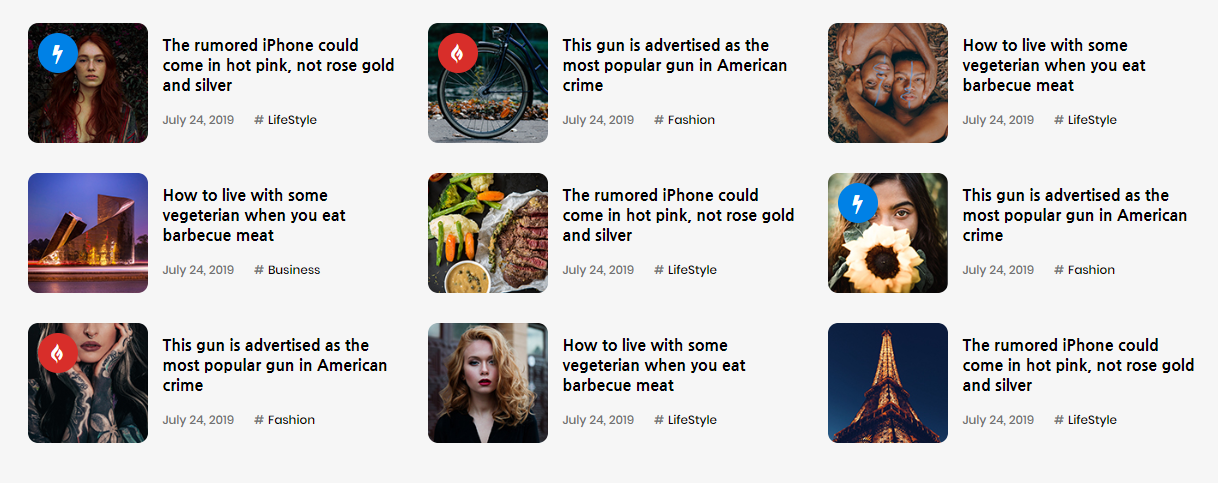 The rumored iPhone could
come in hot pink, not rose gold
and silver
July 24, 2019 # LifeStyle
This gun is advertised as the
most popular gun in American
crime
July 24, 2019 # Fashion
How to live with some
vegeterian when you eat
barbecue meat
July 24, 2019 # LifeStyle
How to live with some
vegeterian when you eat
barbecue meat
July 24, 2019 # Business
The rumored iPhone could
come in hot pink, not rose gold
and silver
July 24, 2019 # LifeStyle
This gun is advertised as the
most popular gun in American
crime
July 24, 2019 # Fashion
This gun is advertised as the
most popular gun in American
crime
July 24, 2019 # Fashion
How to live with some
vegeterian when you eat
barbecue meat
July 24, 2019 # LifeStyle
The rumored iPhone could
come in hot pink, not rose gold
and silver
July 24, 2019 # LifeStyle